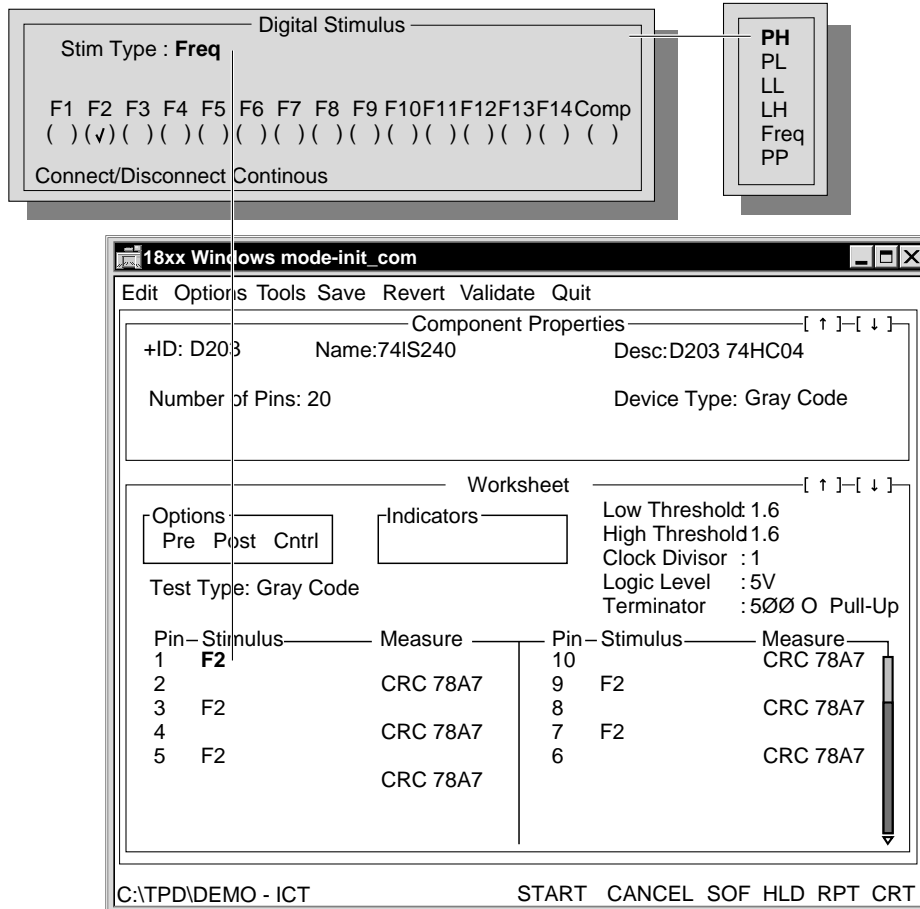 Digital Stimulus
Stim Type : Freq
F1 F2 F3 F4 F5 F6 F7 F8 F9 F10F11F12F13F14Comp
( ) (√) ( ) ( ) ( ) ( ) ( ) ( ) ( ) ( ) ( ) ( ) ( ) ( ) ( )
Connect/Disconnect Continous
PH
PL
LL
LH
Freq
PP
18xx Windows mode-init_com
Edit Options Tools Save Revert Validate Quit
Component Properties [ ↑ ]–[ ↓ ]
+ID: D203 Name:74lS240 Desc:D203 74HC04
Number of Pins: 20 Device Type: Gray Code
Worksheet [ ↑ ]–[ ↓ ]
Options
Pre Post Cntrl
Indicators
Low Threshold: 1.6
High Threshold:1.6
Clock Divisor : 1
Logic Level : 5V
Terminator : 5ØØ O Pull-Up
Test Type: Gray Code
Pin Stimulus Measure Pin Stimulus Measure
1 F2 10 CRC 78A7
2 CRC 78A7 9 F2
3 F2 8 CRC 78A7
4 CRC 78A7 7 F2
5 F2 6 CRC 78A7
CRC 78A7
C:\TPD\DEMO - ICT START CANCEL SOF HLD RPT CRT